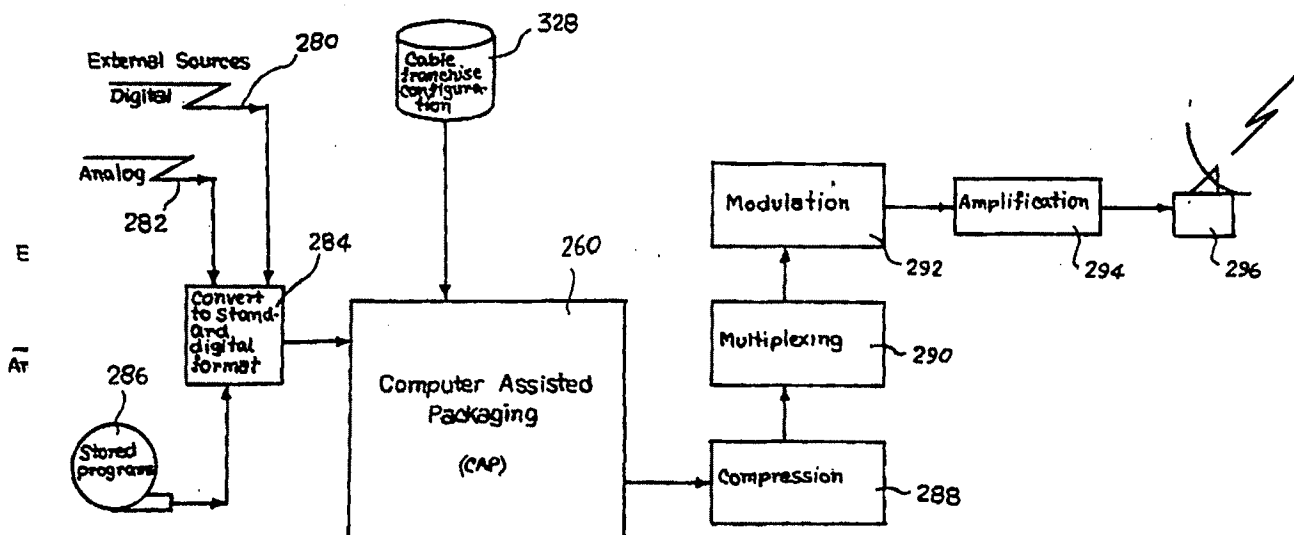 External Sources
280
Digital
Analog
282
E
Ar
284
Convert
to stand-
ard
digital
format
286
Stored
programs
328
Cable
franchise
configura-
tion
260
Computer Assisted
Packaging
(CAP)
Modulation
292
Amplification
294
296
Multiplexing
290
Compression
288